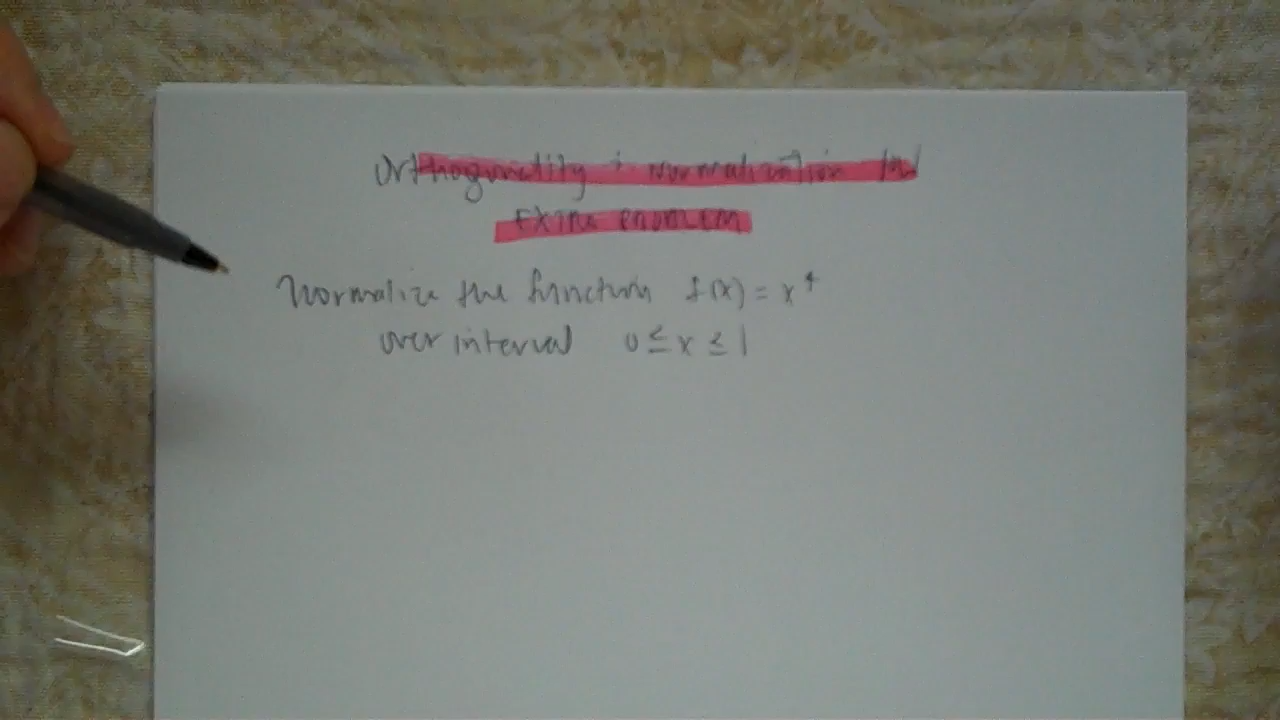 Orthogonality + Normalization
EXTRA PROBLEM
Normalize the function f(x) = x⁴
over interval 0 ≤ x ≤ 1